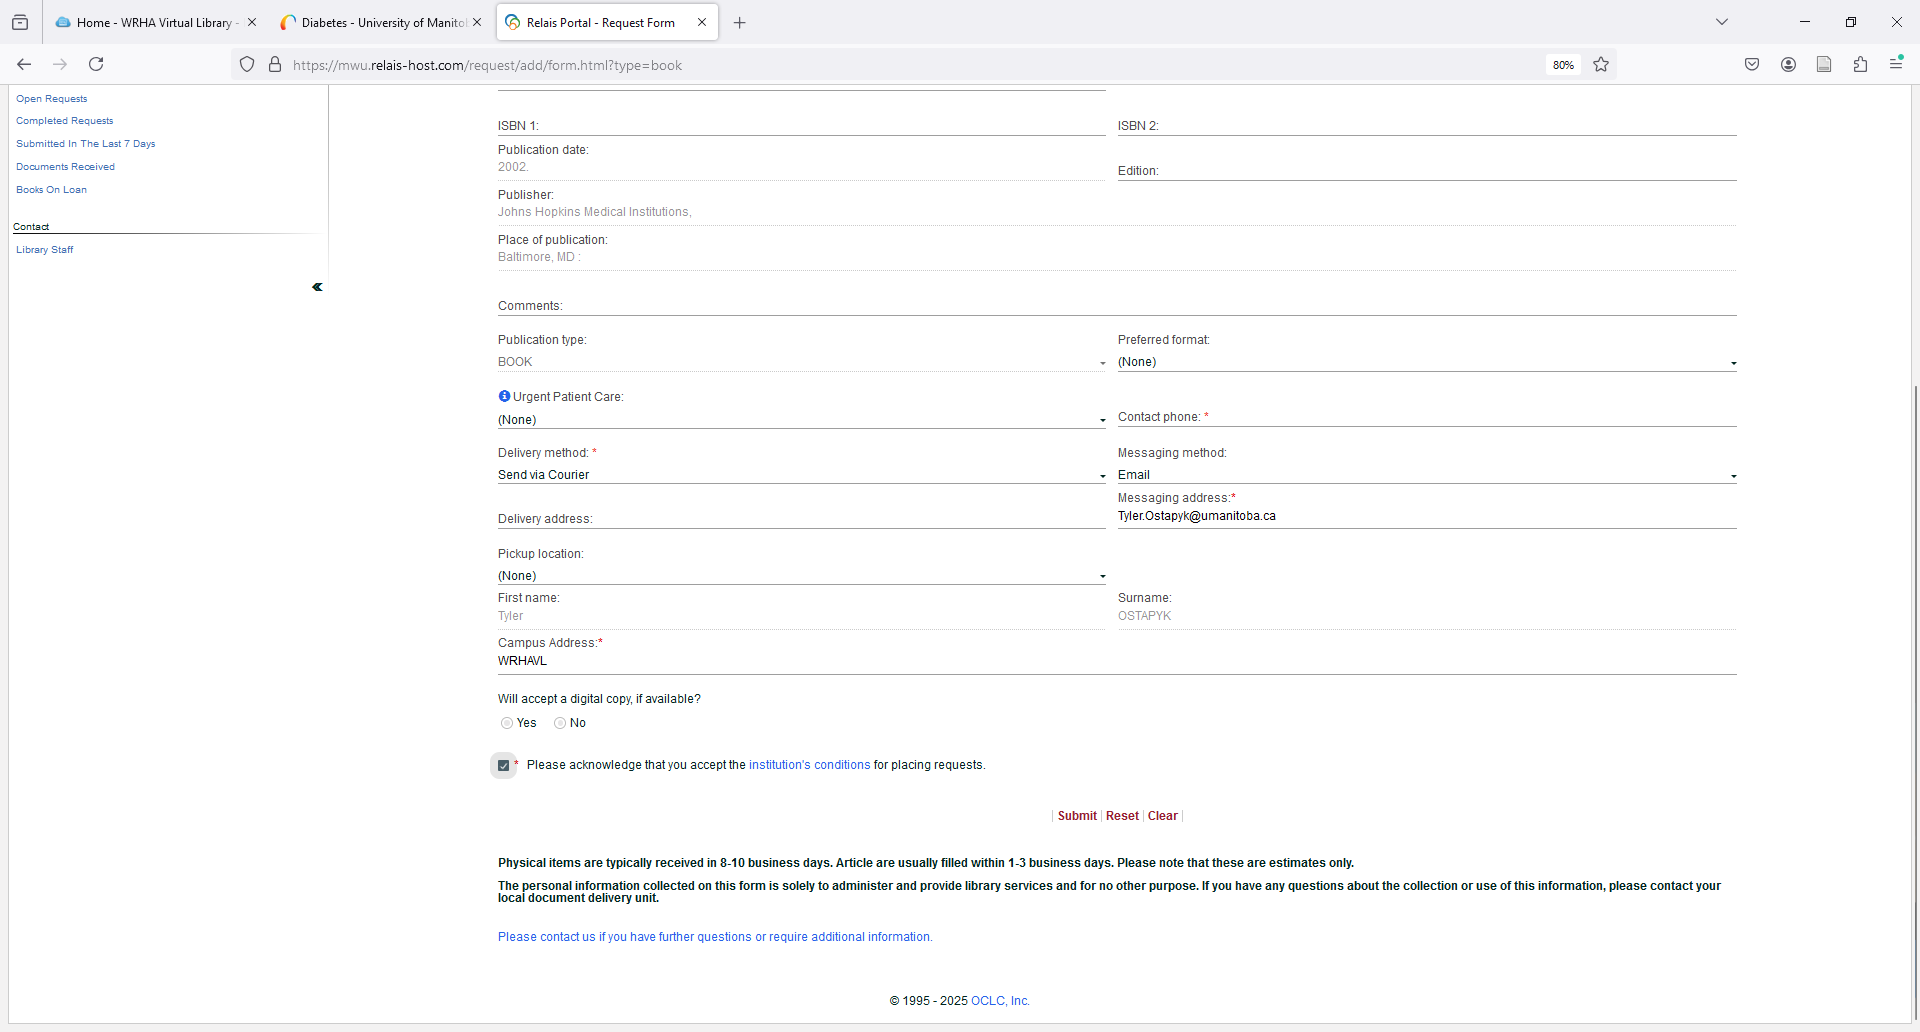 Home - WRHA Virtual Library -
Diabetes - University of Manitob
Relais Portal - Request Form
https://mwu.relais-host.com/request/add/form.html?type=book
80%
Open Requests
Completed Requests
Submitted In The Last 7 Days
Documents Received
Books On Loan
Contact
Library Staff
ISBN 1:
ISBN 2:
Publication date:
2002.
Edition:
Publisher:
Johns Hopkins Medical Institutions,
Place of publication:
Baltimore, MD :
Comments:
Publication type:
Preferred format:
BOOK
(None)
Urgent Patient Care:
(None)
Contact phone: *
Delivery method: *
Messaging method:
Send via Courier
Email
Messaging address:*
Tyler.Ostapyk@umanitoba.ca
Delivery address:
Pickup location:
(None)
First name:
Surname:
Tyler
OSTAPYK
Campus Address:*
WRHAVL
Will accept a digital copy, if available?
Yes No
* Please acknowledge that you accept the institution's conditions for placing requests.
| Submit | Reset | Clear |
Physical items are typically received in 8-10 business days. Article are usually filled within 1-3 business days. Please note that these are estimates only.
The personal information collected on this form is solely to administer and provide library services and for no other purpose. If you have any questions about the collection or use of this information, please contact your
local document delivery unit.
Please contact us if you have further questions or require additional information.
© 1995 - 2025 OCLC, Inc.